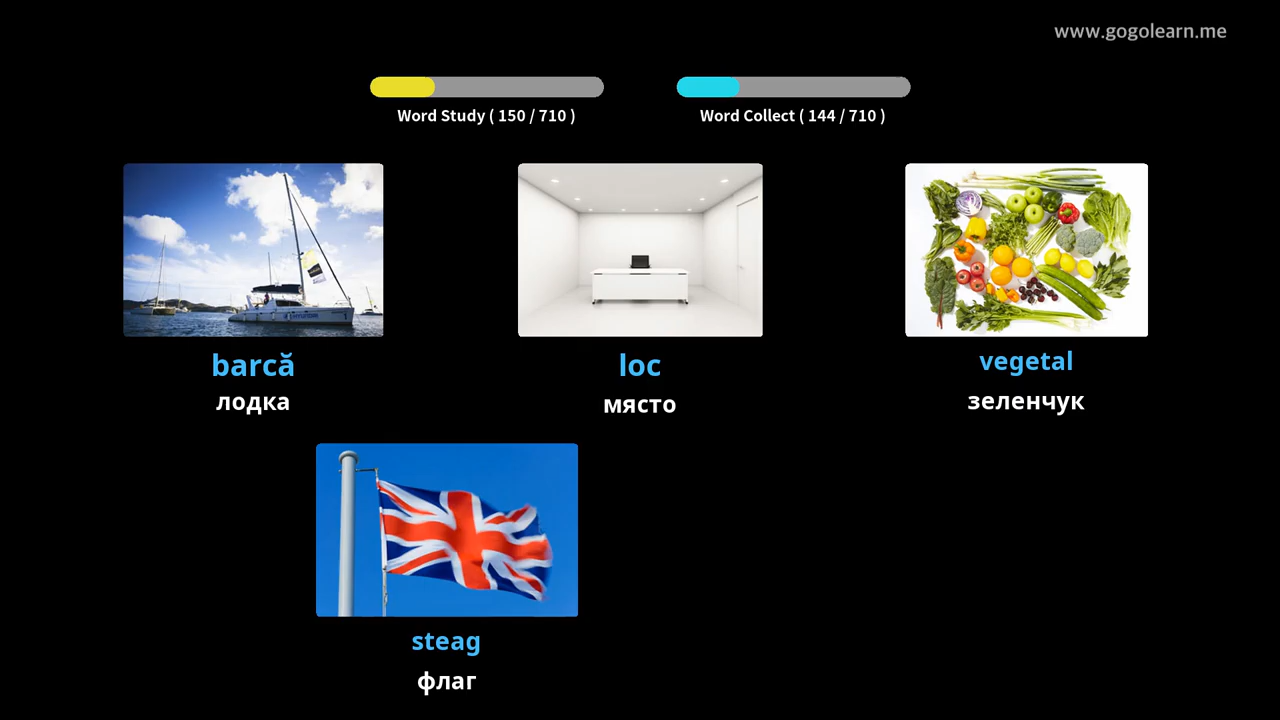 www.gogolearn.me
Word Study ( 150 / 710 )
Word Collect ( 144 / 710 )
barcă
лодка
loc
място
vegetal
зеленчук
steag
флаг